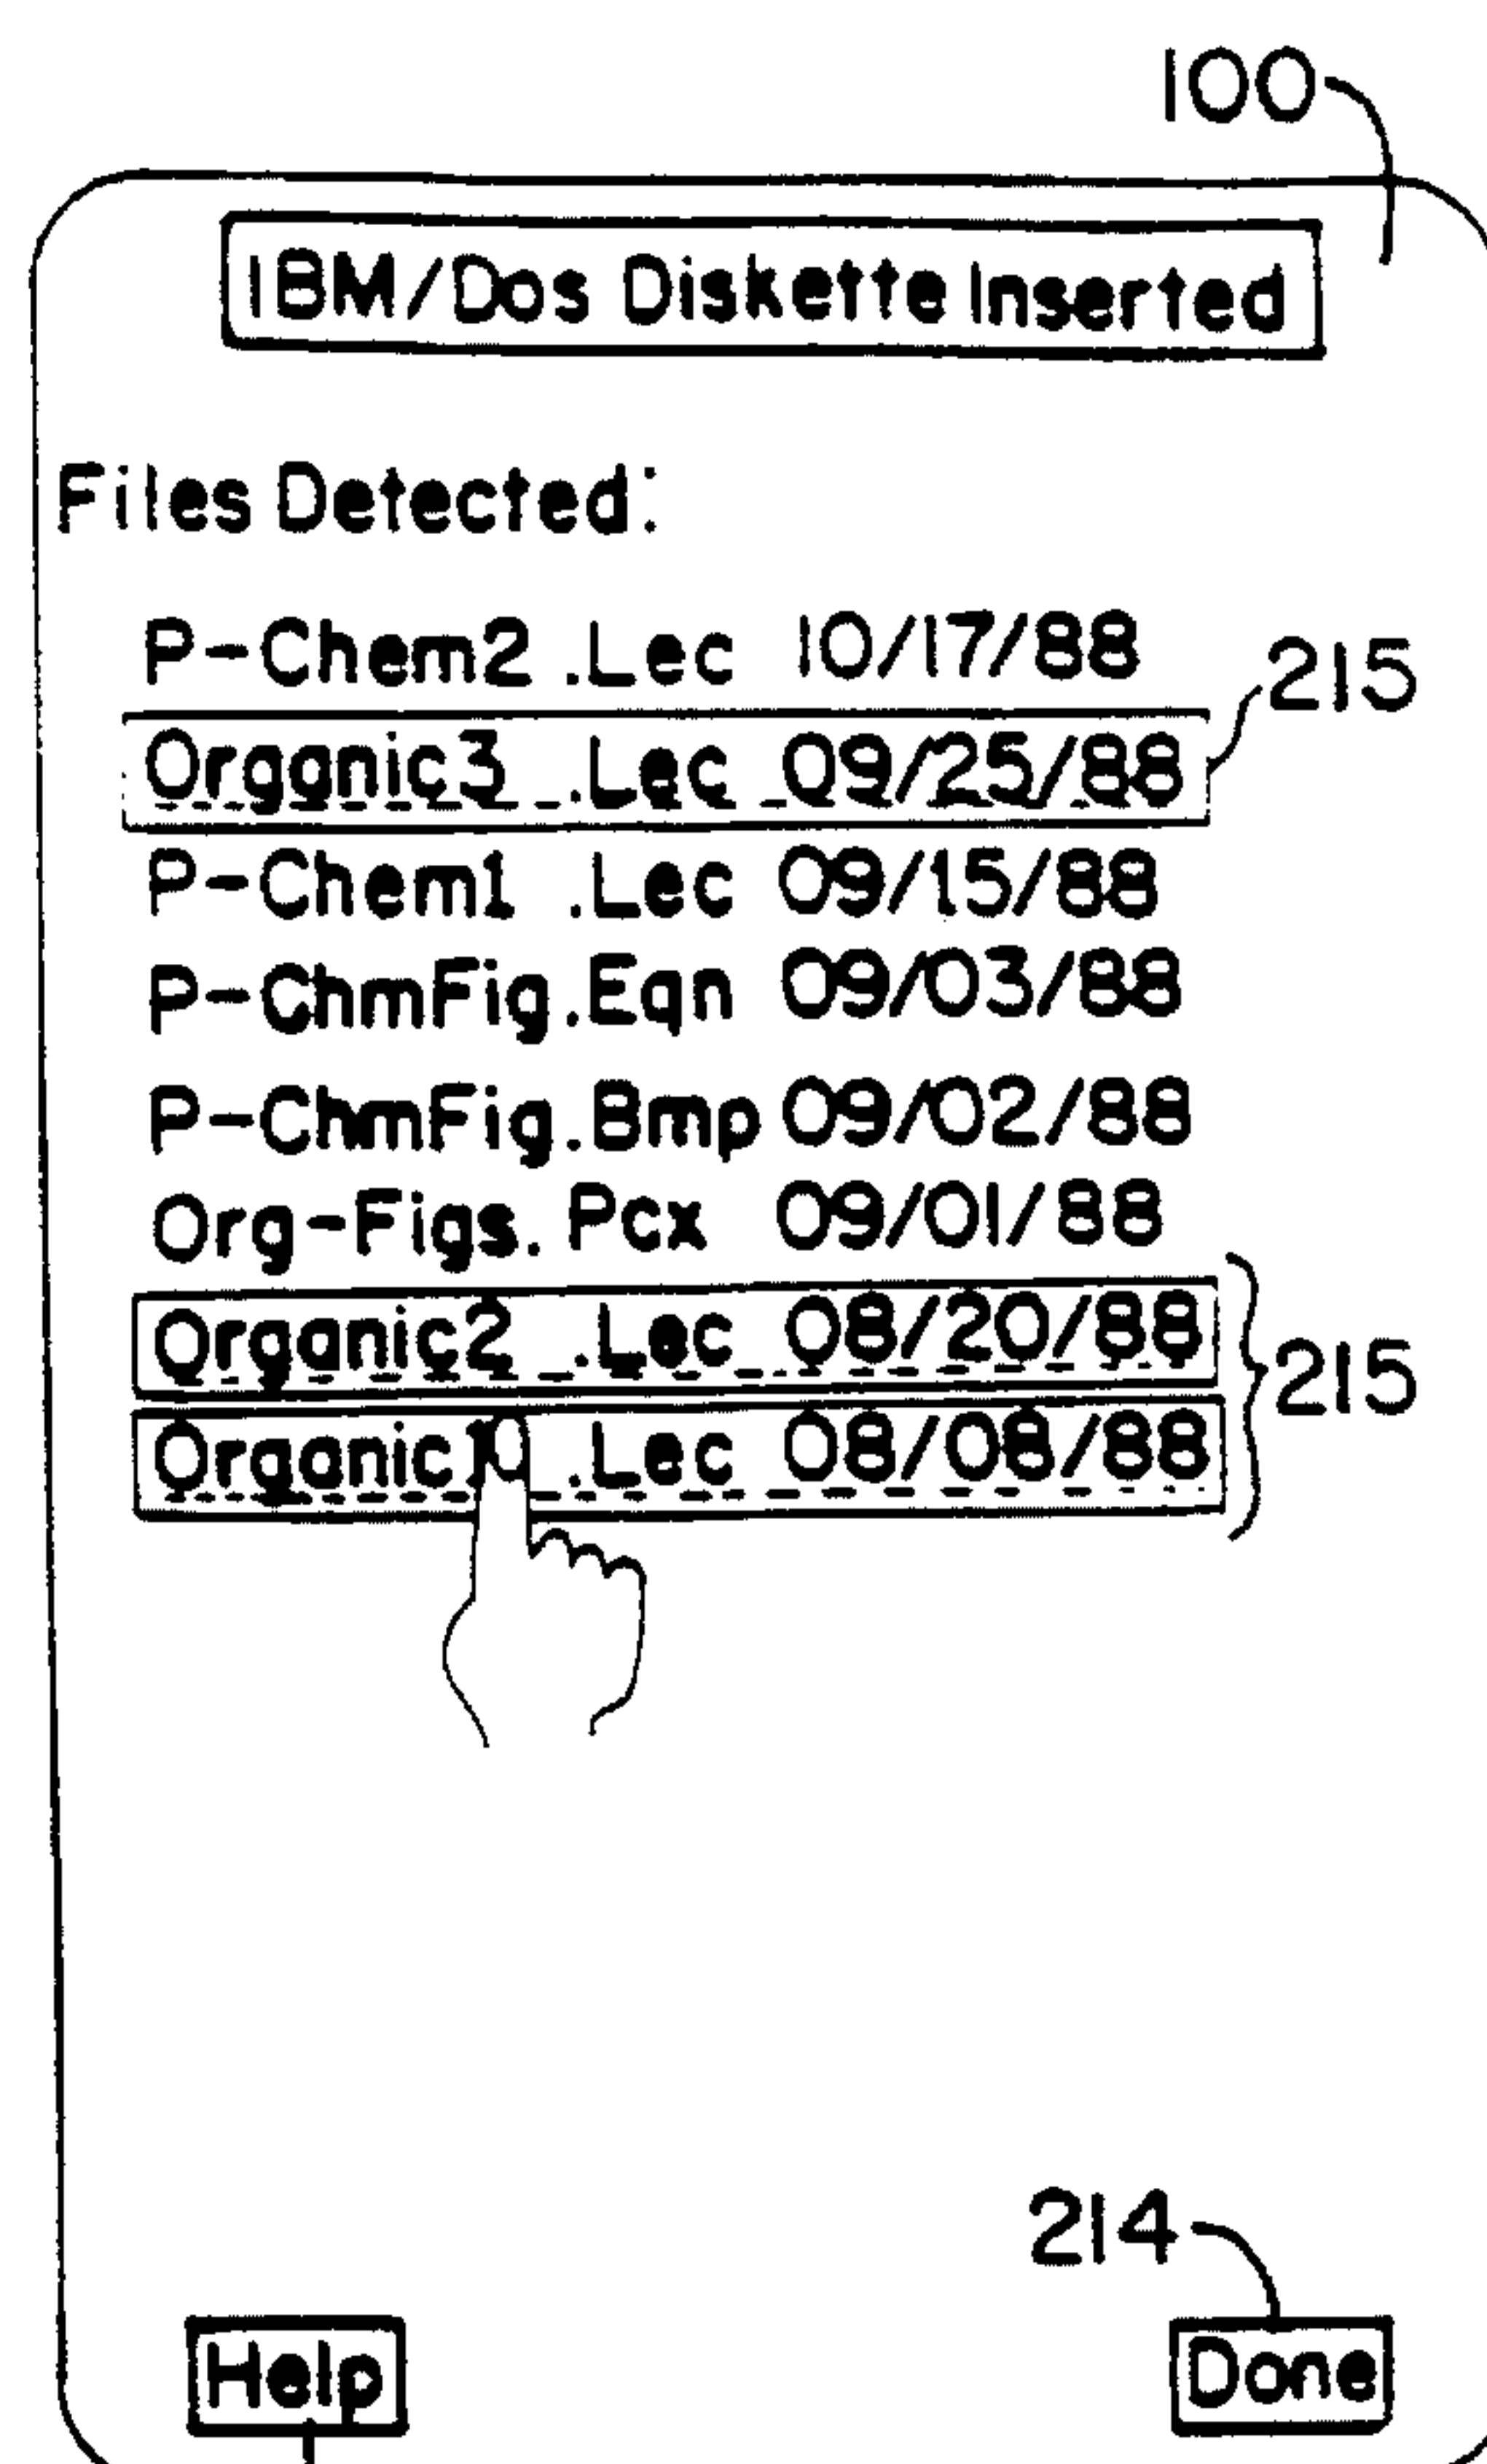 100
IBM/Dos Diskette Inserted
Files Detected:
P-Chem2 .Lec 10/17/88
215
Organic3 .Lec 09/25/88
P-Chem1 .Lec 09/15/88
P-ChmFig.Eqn 09/03/88
P-ChmFig.Bmp 09/02/88
Org-Figs. Pcx 09/01/88
Organic2 .Lec 08/20/88
215
Organic1 .Lec 08/08/88
214
Help
Done